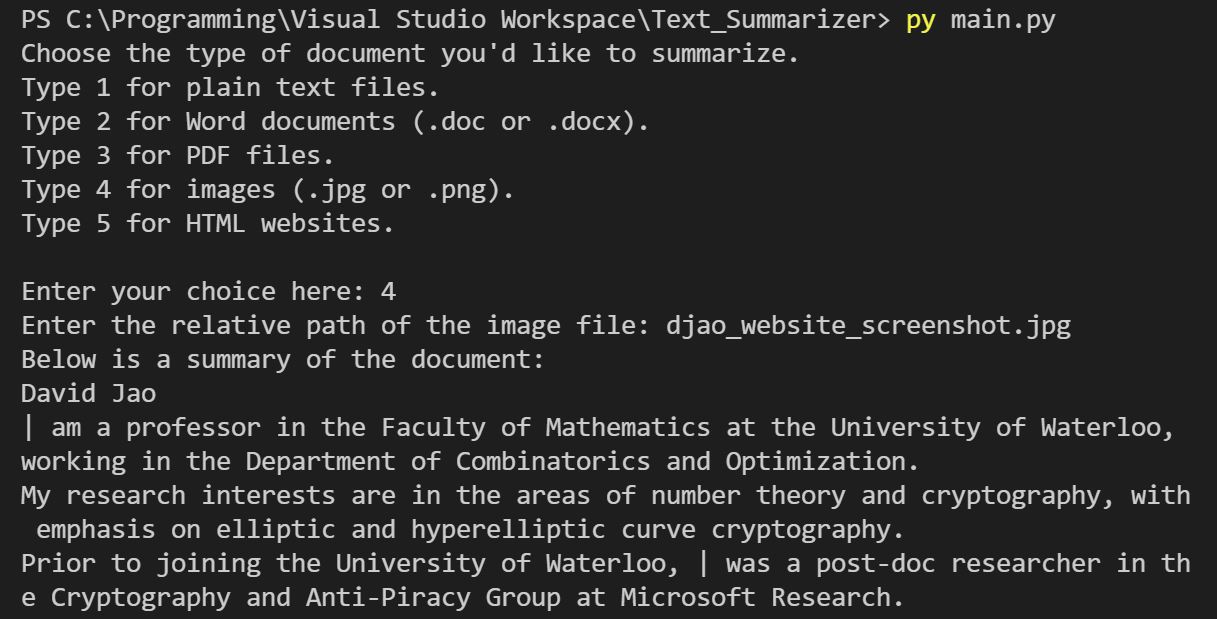 PS C:\Programming\Visual Studio Workspace\Text_Summarizer> py main.py
Choose the type of document you'd like to summarize.
Type 1 for plain text files.
Type 2 for Word documents (.doc or .docx).
Type 3 for PDF files.
Type 4 for images (.jpg or .png).
Type 5 for HTML websites.

Enter your choice here: 4
Enter the relative path of the image file: djao_website_screenshot.jpg
Below is a summary of the document:
David Jao
| am a professor in the Faculty of Mathematics at the University of Waterloo,
working in the Department of Combinatorics and Optimization.
My research interests are in the areas of number theory and cryptography, with
 emphasis on elliptic and hyperelliptic curve cryptography.
Prior to joining the University of Waterloo, | was a post-doc researcher in th
e Cryptography and Anti-Piracy Group at Microsoft Research.